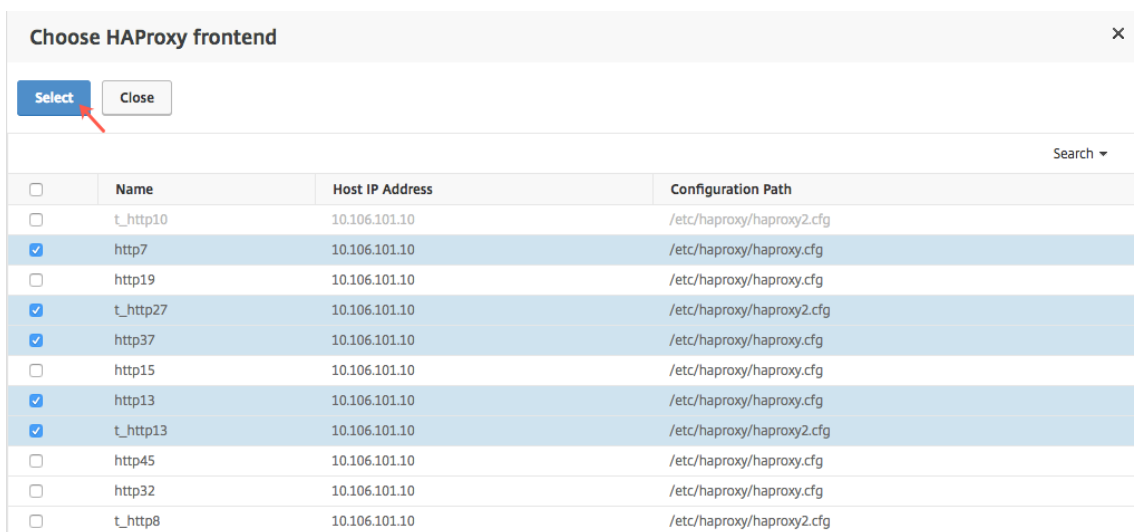 Choose HAProxy frontend
Select Close
Search
Name Host IP Address Configuration Path
t_http10 10.106.101.10 /etc/haproxy/haproxy2.cfg
http7 10.106.101.10 /etc/haproxy/haproxy.cfg
http19 10.106.101.10 /etc/haproxy/haproxy.cfg
t_http27 10.106.101.10 /etc/haproxy/haproxy2.cfg
http37 10.106.101.10 /etc/haproxy/haproxy.cfg
http15 10.106.101.10 /etc/haproxy/haproxy.cfg
http13 10.106.101.10 /etc/haproxy/haproxy.cfg
t_http13 10.106.101.10 /etc/haproxy/haproxy2.cfg
http45 10.106.101.10 /etc/haproxy/haproxy.cfg
http32 10.106.101.10 /etc/haproxy/haproxy.cfg
t_http8 10.106.101.10 /etc/haproxy/haproxy2.cfg